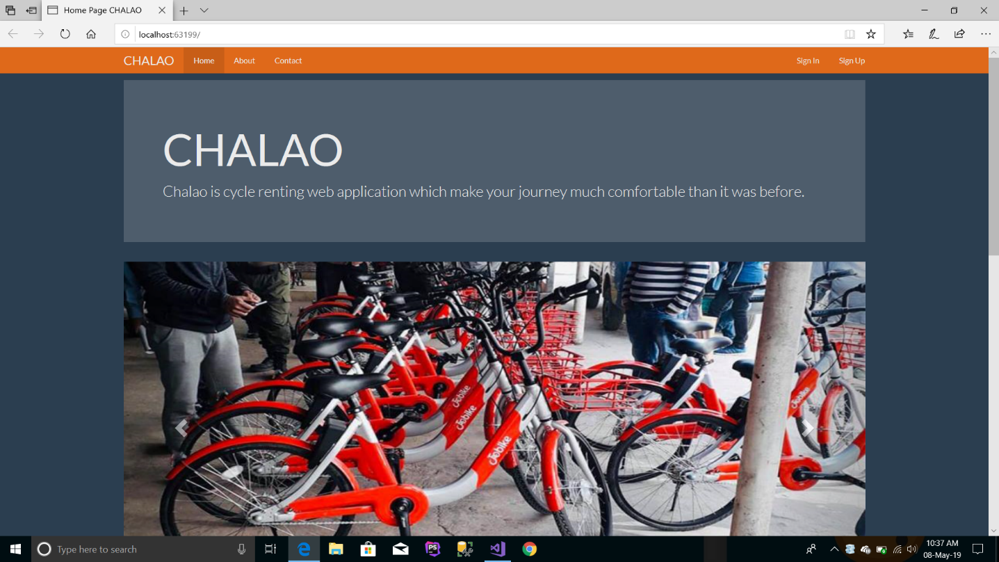 Home Page CHALAO
localhost:63199/
CHALAO Home About Contact Sign In Sign Up
CHALAO
Chalao is cycle renting web application which make your journey much comfortable than it was before.
Jobike
Jobike
Jobike
Jobike
Type here to search
PS
10:37 AM
08-May-19